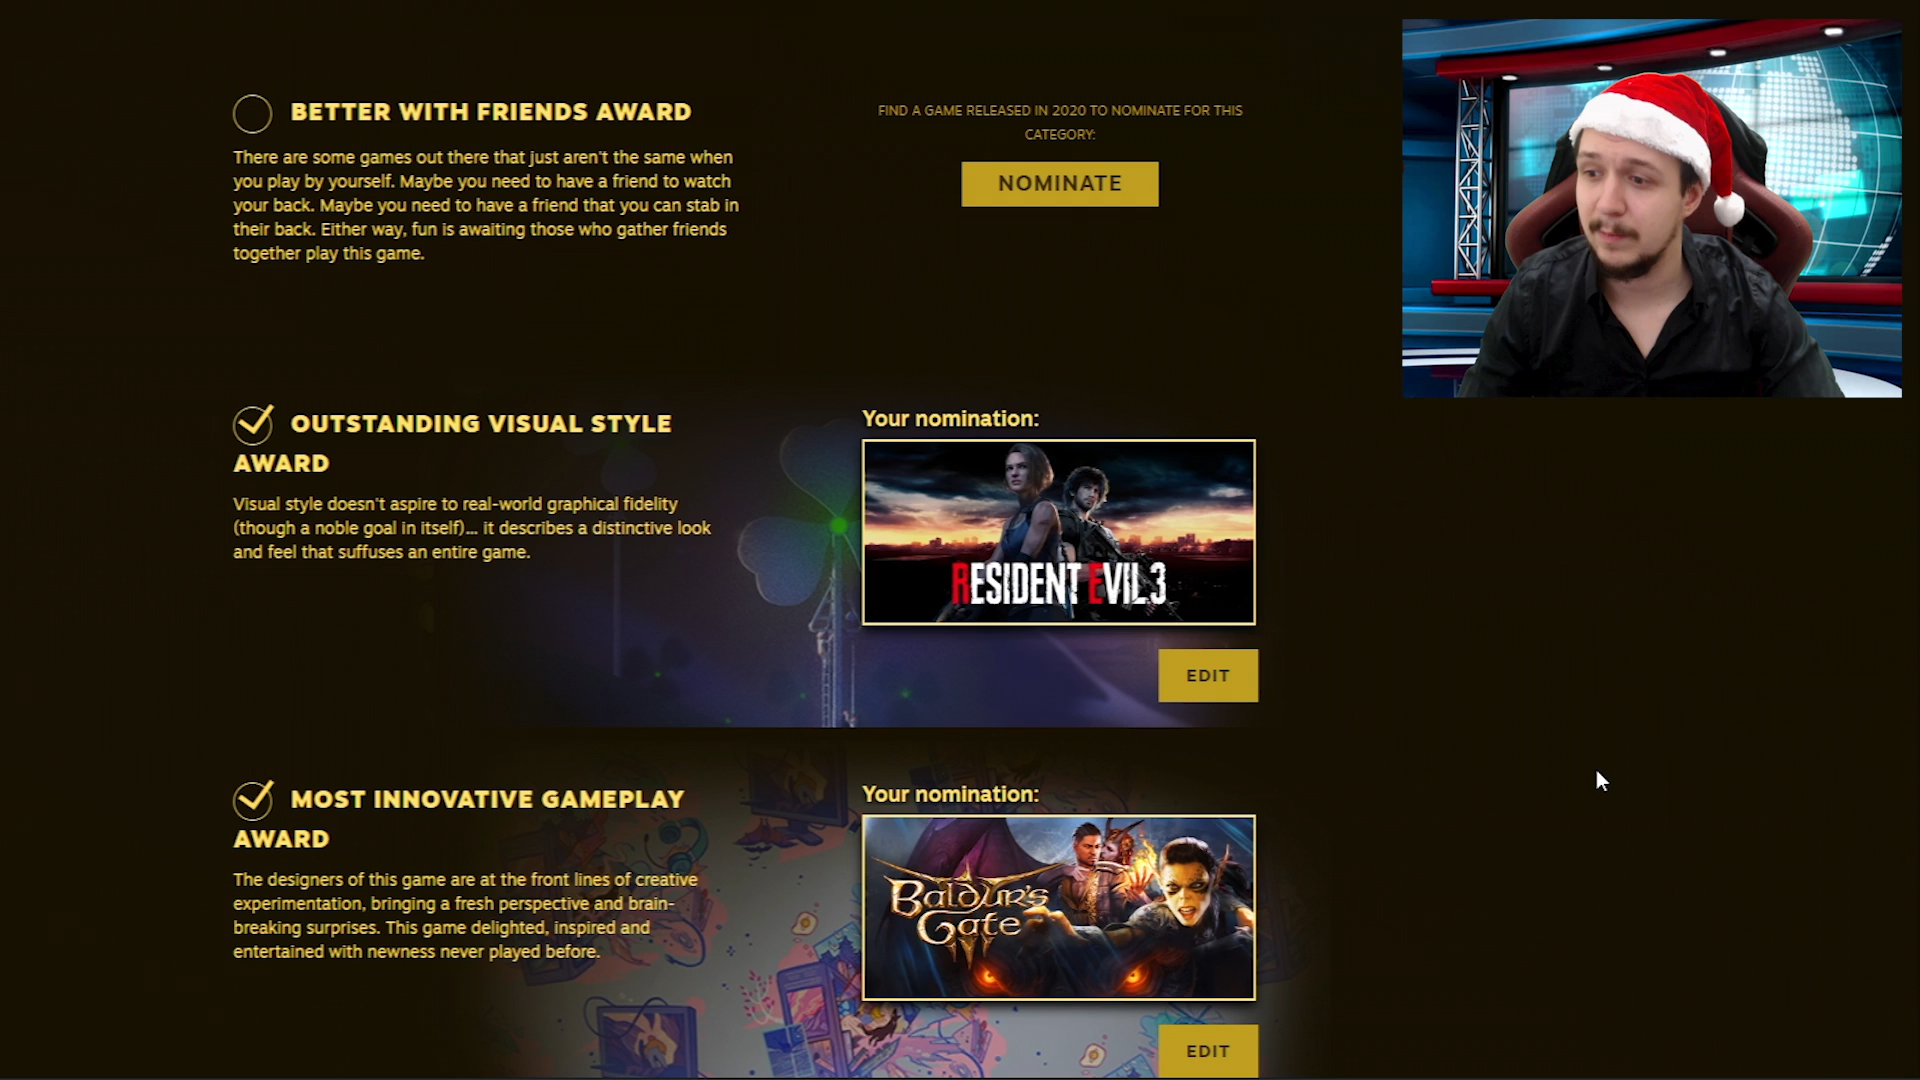 BETTER WITH FRIENDS AWARD
There are some games out there that just aren't the same when
you play by yourself. Maybe you need to have a friend to watch
your back. Maybe you need to have a friend that you can stab in
their back. Either way, fun is awaiting those who gather friends
together play this game.
FIND A GAME RELEASED IN 2020 TO NOMINATE FOR THIS
CATEGORY:
NOMINATE
OUTSTANDING VISUAL STYLE
AWARD
Visual style doesn't aspire to real-world graphical fidelity
(though a noble goal in itself)... it describes a distinctive look
and feel that suffuses an entire game.
Your nomination:
RESIDENT EVIL 3
EDIT
MOST INNOVATIVE GAMEPLAY
AWARD
The designers of this game are at the front lines of creative
experimentation, bringing a fresh perspective and brain-
breaking surprises. This game delighted, inspired and
entertained with newness never played before.
Your nomination:
BALDUR'S
GATE
III
EDIT